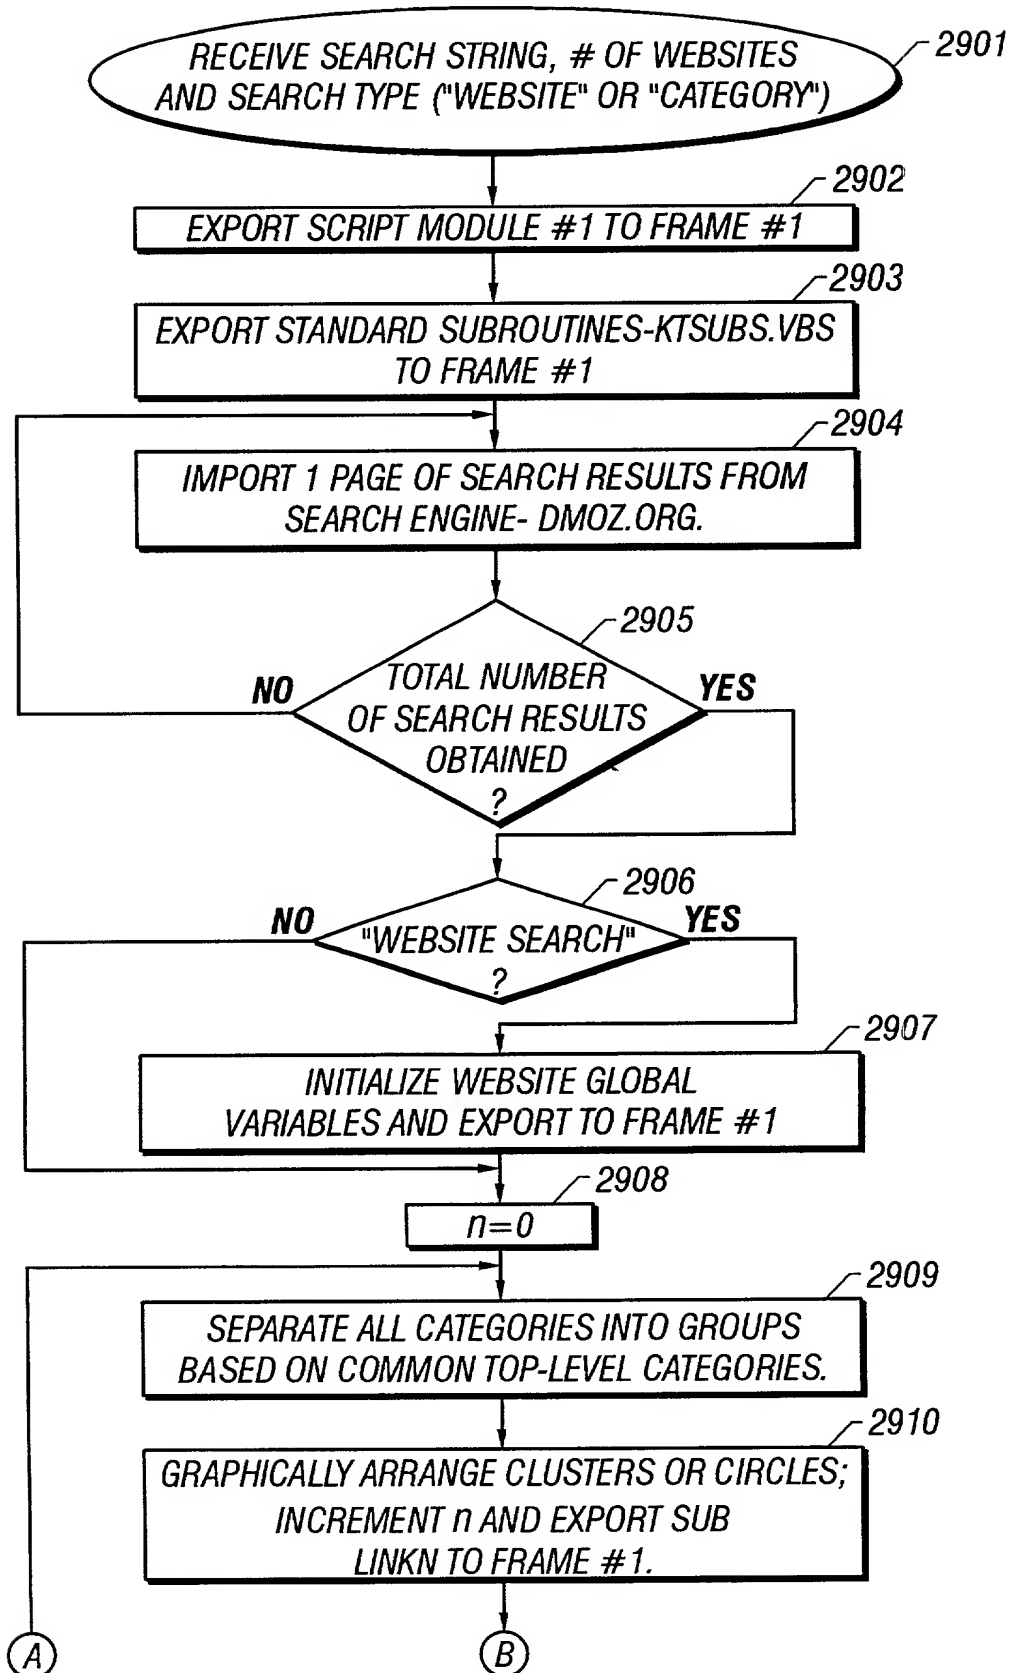 RECEIVE SEARCH STRING, # OF WEBSITES
AND SEARCH TYPE ("WEBSITE" OR "CATEGORY")
2901
2902
EXPORT SCRIPT MODULE #1 TO FRAME #1
2903
EXPORT STANDARD SUBROUTINES-KTSUBS.VBS
TO FRAME #1
2904
IMPORT 1 PAGE OF SEARCH RESULTS FROM
SEARCH ENGINE- DMOZ.ORG.
2905
NO
YES
TOTAL NUMBER
OF SEARCH RESULTS
OBTAINED
?
2906
NO
YES
"WEBSITE SEARCH"
?
2907
INITIALIZE WEBSITE GLOBAL
VARIABLES AND EXPORT TO FRAME #1
2908
n=0
2909
SEPARATE ALL CATEGORIES INTO GROUPS
BASED ON COMMON TOP-LEVEL CATEGORIES.
2910
GRAPHICALLY ARRANGE CLUSTERS OR CIRCLES;
INCREMENT n AND EXPORT SUB
LINKN TO FRAME #1.
A
B